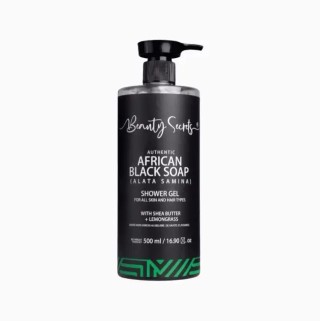 Beauty Secrets
AUTHENTIC
AFRICAN
BLACK SOAP
(ALATA SAMINA)
SHOWER GEL
FOR ALL SKIN AND HAIR TYPES
WITH SHEA BUTTER
+ LEMONGRASS
500 ml / 16.90 fl. oz